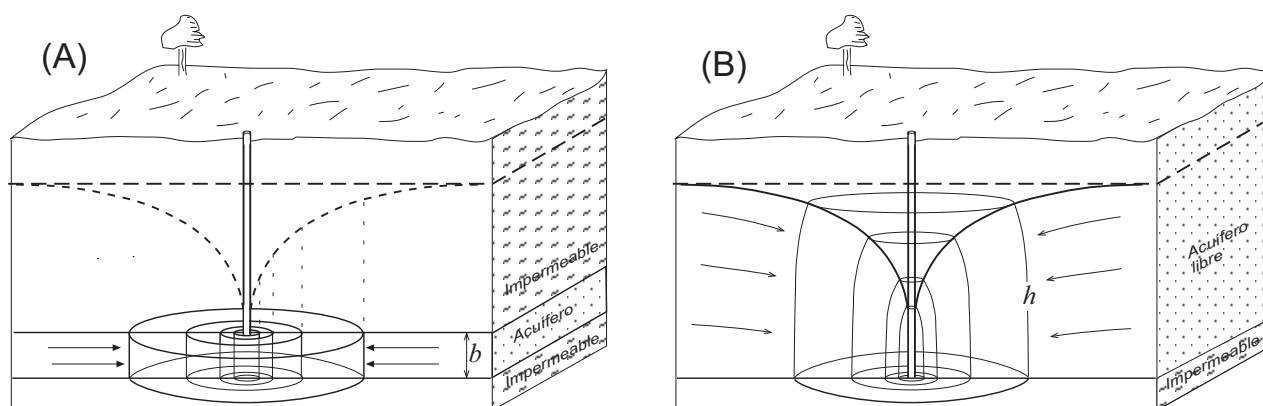 (A)
Impermeable
Acuífero
Impermeable
b
(B)
Acuífero
libre
h
Impermeable